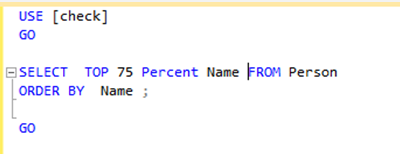 USE [check]
GO
SELECT TOP 75 Percent Name FROM Person
ORDER BY Name ;
GO